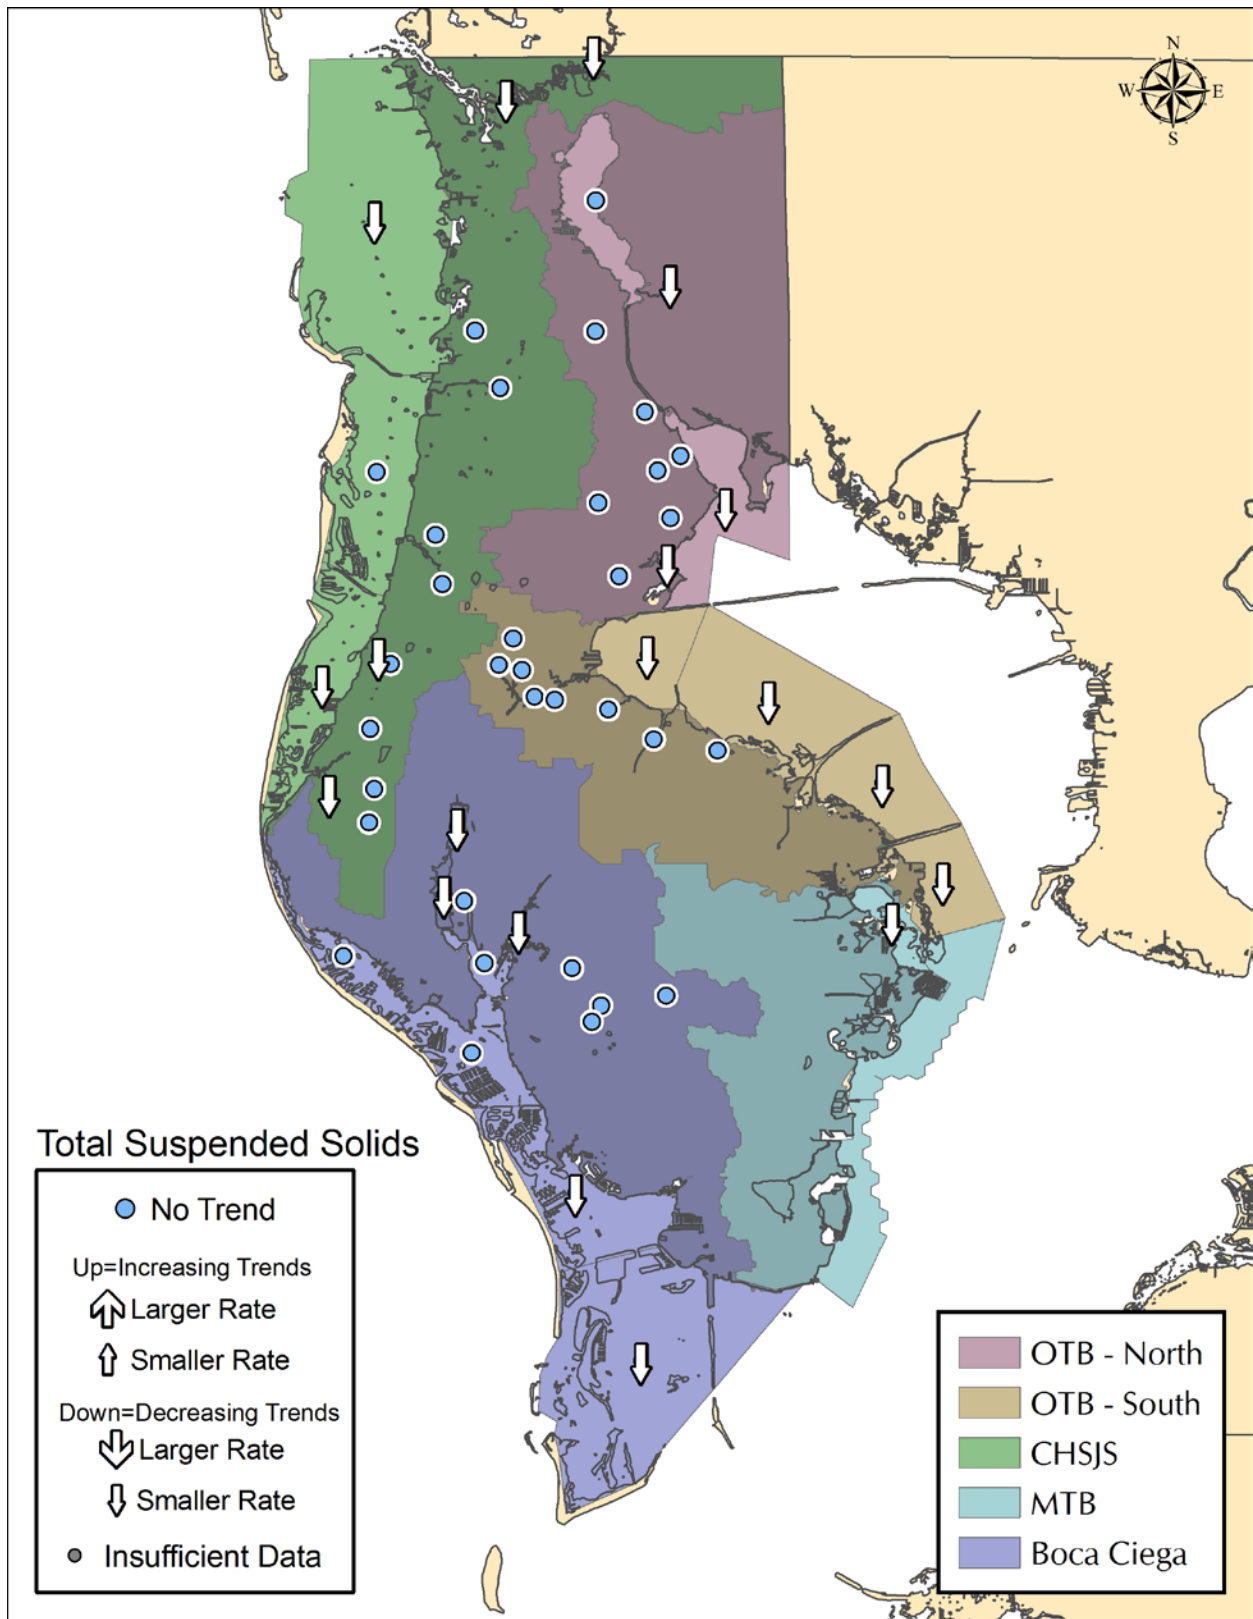 N
W E
S
Total Suspended Solids
No Trend
Up=Increasing Trends
Larger Rate
Smaller Rate
Down=Decreasing Trends
Larger Rate
Smaller Rate
Insufficient Data
OTB - North
OTB - South
CHSJS
MTB
Boca Ciega